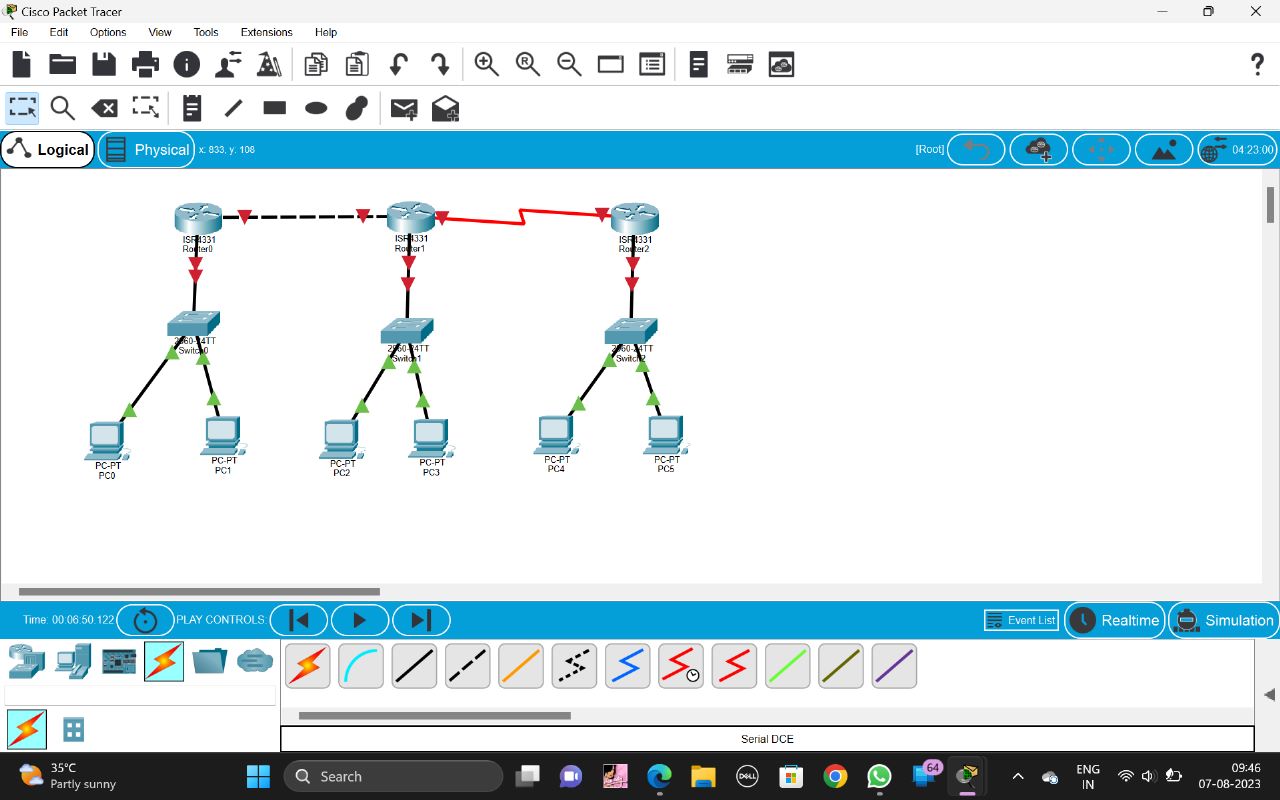 Cisco Packet Tracer
File Edit Options View Tools Extensions Help
Logical Physical x: 833, y: 108 [Root] 04:23:00
ISR4331
Router0
ISR4331
Router1
ISR4331
Router2
2960-24TT
Switch0
2960-24TT
Switch1
2960-24TT
Switch2
PC-PT
PC0
PC-PT
PC1
PC-PT
PC2
PC-PT
PC3
PC-PT
PC4
PC-PT
PC5
Time: 00:06:50.122 PLAY CONTROLS: Event List Realtime Simulation
Serial DCE
35°C
Partly sunny
Search
DELL
64
ENG
IN
09:46
07-08-2023